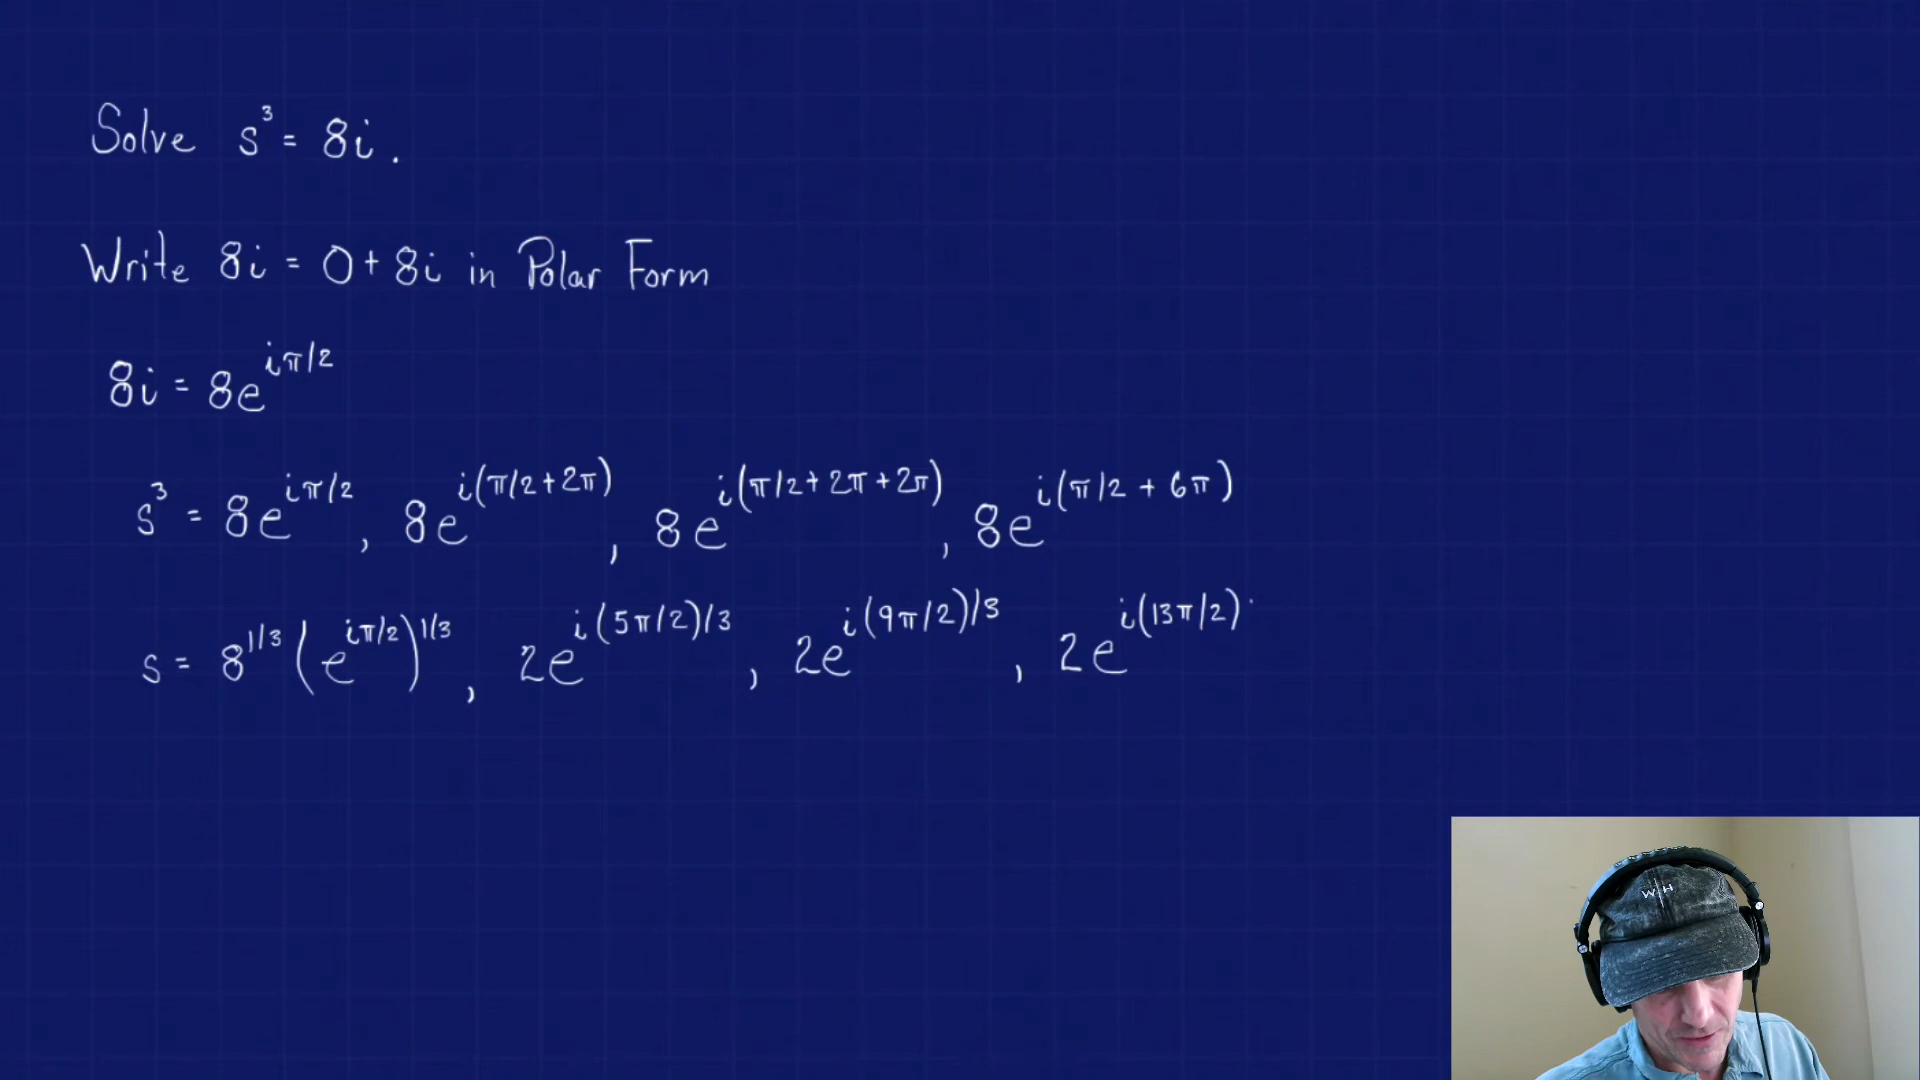 Solve s³ = 8i.
Write 8i = 0 + 8i in Polar Form
8i = 8e^{iπ/2}
s³ = 8e^{iπ/2}, 8e^{i(π/2+2π)}, 8e^{i(π/2+2π+2π)}, 8e^{i(π/2+6π)}
s = 8^{1/3}(e^{iπ/2})^{1/3}, 2e^{i(5π/2)/3}, 2e^{i(9π/2)/3}, 2e^{i(13π/2)}
W H